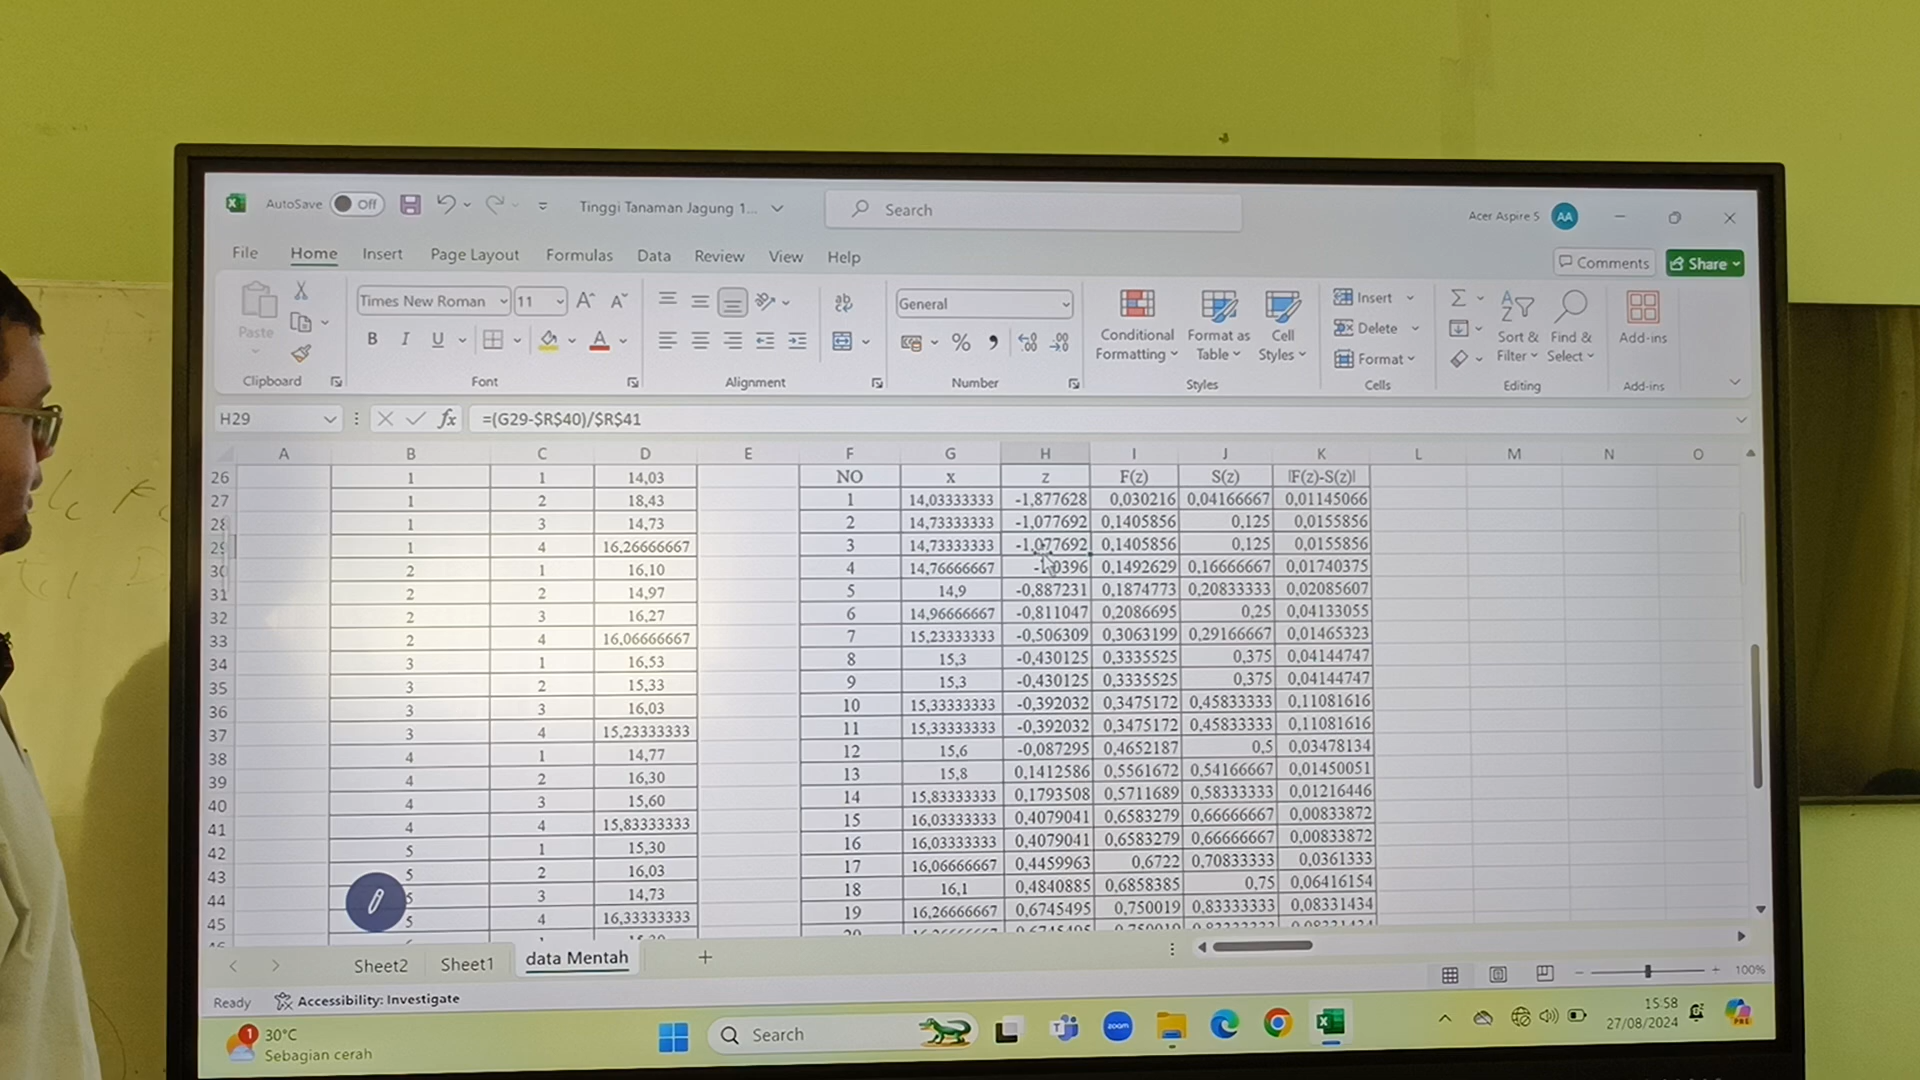 AutoSave Off Tinggi Tanaman Jagung 1... Search Acer Aspire 5 AA
File Home Insert Page Layout Formulas Data Review View Help Comments Share
Times New Roman 11 General Insert
Paste Conditional Format as Cell Delete Sort & Find & Add-ins
B I U Formatting Table Styles Format Filter Select
Clipboard Font Alignment Number Styles Cells Editing Add-ins
H29 fx =(G29-$R$40)/$R$41
A B C D E F G H I J K L M N O
26 1 1 14,03 NO x z F(z) S(z) |F(z)-S(z)|
27 1 2 18,43 1 14,03333333 -1,877628 0,030216 0,04166667 0,01145066
28 1 3 14,73 2 14,73333333 -1,077692 0,1405856 0,125 0,0155856
29 1 4 16,26666667 3 14,73333333 -1,077692 0,1405856 0,125 0,0155856
30 2 1 16,10 4 14,76666667 -1,0396 0,1492629 0,16666667 0,01740375
31 2 2 14,97 5 14,9 -0,887231 0,1874773 0,20833333 0,02085607
32 2 3 16,27 6 14,96666667 -0,811047 0,2086695 0,25 0,04133055
33 2 4 16,06666667 7 15,23333333 -0,506309 0,3063199 0,29166667 0,01465323
34 3 1 16,53 8 15,3 -0,430125 0,3335525 0,375 0,04144747
35 3 2 15,33 9 15,3 -0,430125 0,3335525 0,375 0,04144747
36 3 3 16,03 10 15,33333333 -0,392032 0,3475172 0,45833333 0,11081616
37 3 4 15,23333333 11 15,33333333 -0,392032 0,3475172 0,45833333 0,11081616
38 4 1 14,77 12 15,6 -0,087295 0,4652187 0,5 0,03478134
39 4 2 16,30 13 15,8 0,1412586 0,5561672 0,54166667 0,01450051
40 4 3 15,60 14 15,83333333 0,1793508 0,5711689 0,58333333 0,01216446
41 4 4 15,83333333 15 16,03333333 0,4079041 0,6583279 0,66666667 0,00833872
42 5 1 15,30 16 16,03333333 0,4079041 0,6583279 0,66666667 0,00833872
43 5 2 16,03 17 16,06666667 0,4459963 0,6722 0,70833333 0,0361333
44 5 3 14,73 18 16,1 0,4840885 0,6858385 0,75 0,06416154
45 5 4 16,33333333 19 16,26666667 0,6745495 0,750019 0,83333333 0,08331434
Sheet2 Sheet1 data Mentah +
Ready Accessibility: Investigate 100%
1 30°C Search zoom 15:58
Sebagian cerah 27/08/2024 PRE